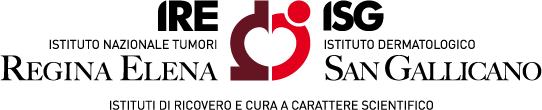 IRE ISG
ISTITUTO NAZIONALE TUMORI ISTITUTO DERMATOLOGICO
REGINA ELENA SAN GALLICANO
ISTITUTI DI RICOVERO E CURA A CARATTERE SCIENTIFICO